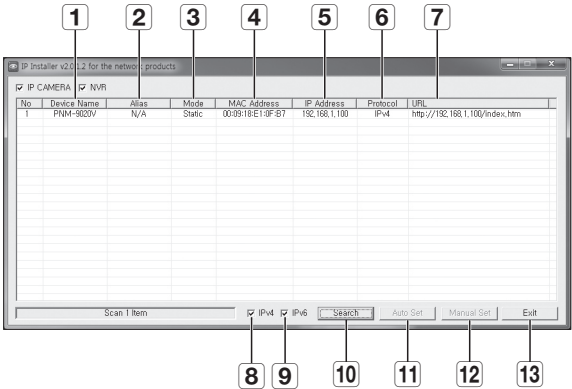 1 2 3 4 5 6 7
IP Installer v2.0.1.2 for the network products
IP CAMERA NVR
No Device Name Alias Mode MAC Address IP Address Protocol URL
1 PNM-9020V N/A Static 00:09:18:E1:0F:B7 192,168,1,100 IPv4 http://192,168,1,100/index,htm
Scan 1 Item IPv4 IPv6 Search Auto Set Manual Set Exit
8 9 10 11 12 13